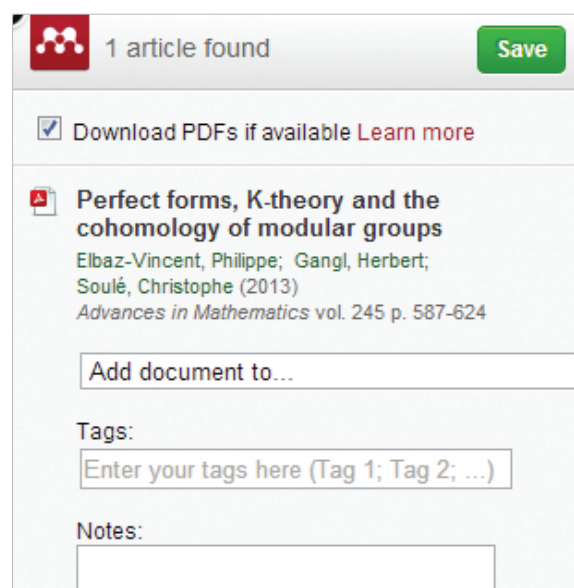 1 article found
Save
Download PDFs if available Learn more
Perfect forms, K-theory and the
cohomology of modular groups
Elbaz-Vincent, Philippe; Gangl, Herbert;
Soulé, Christophe (2013)
Advances in Mathematics vol. 245 p. 587-624
Add document to...
Tags:
Enter your tags here (Tag 1; Tag 2; ...)
Notes: